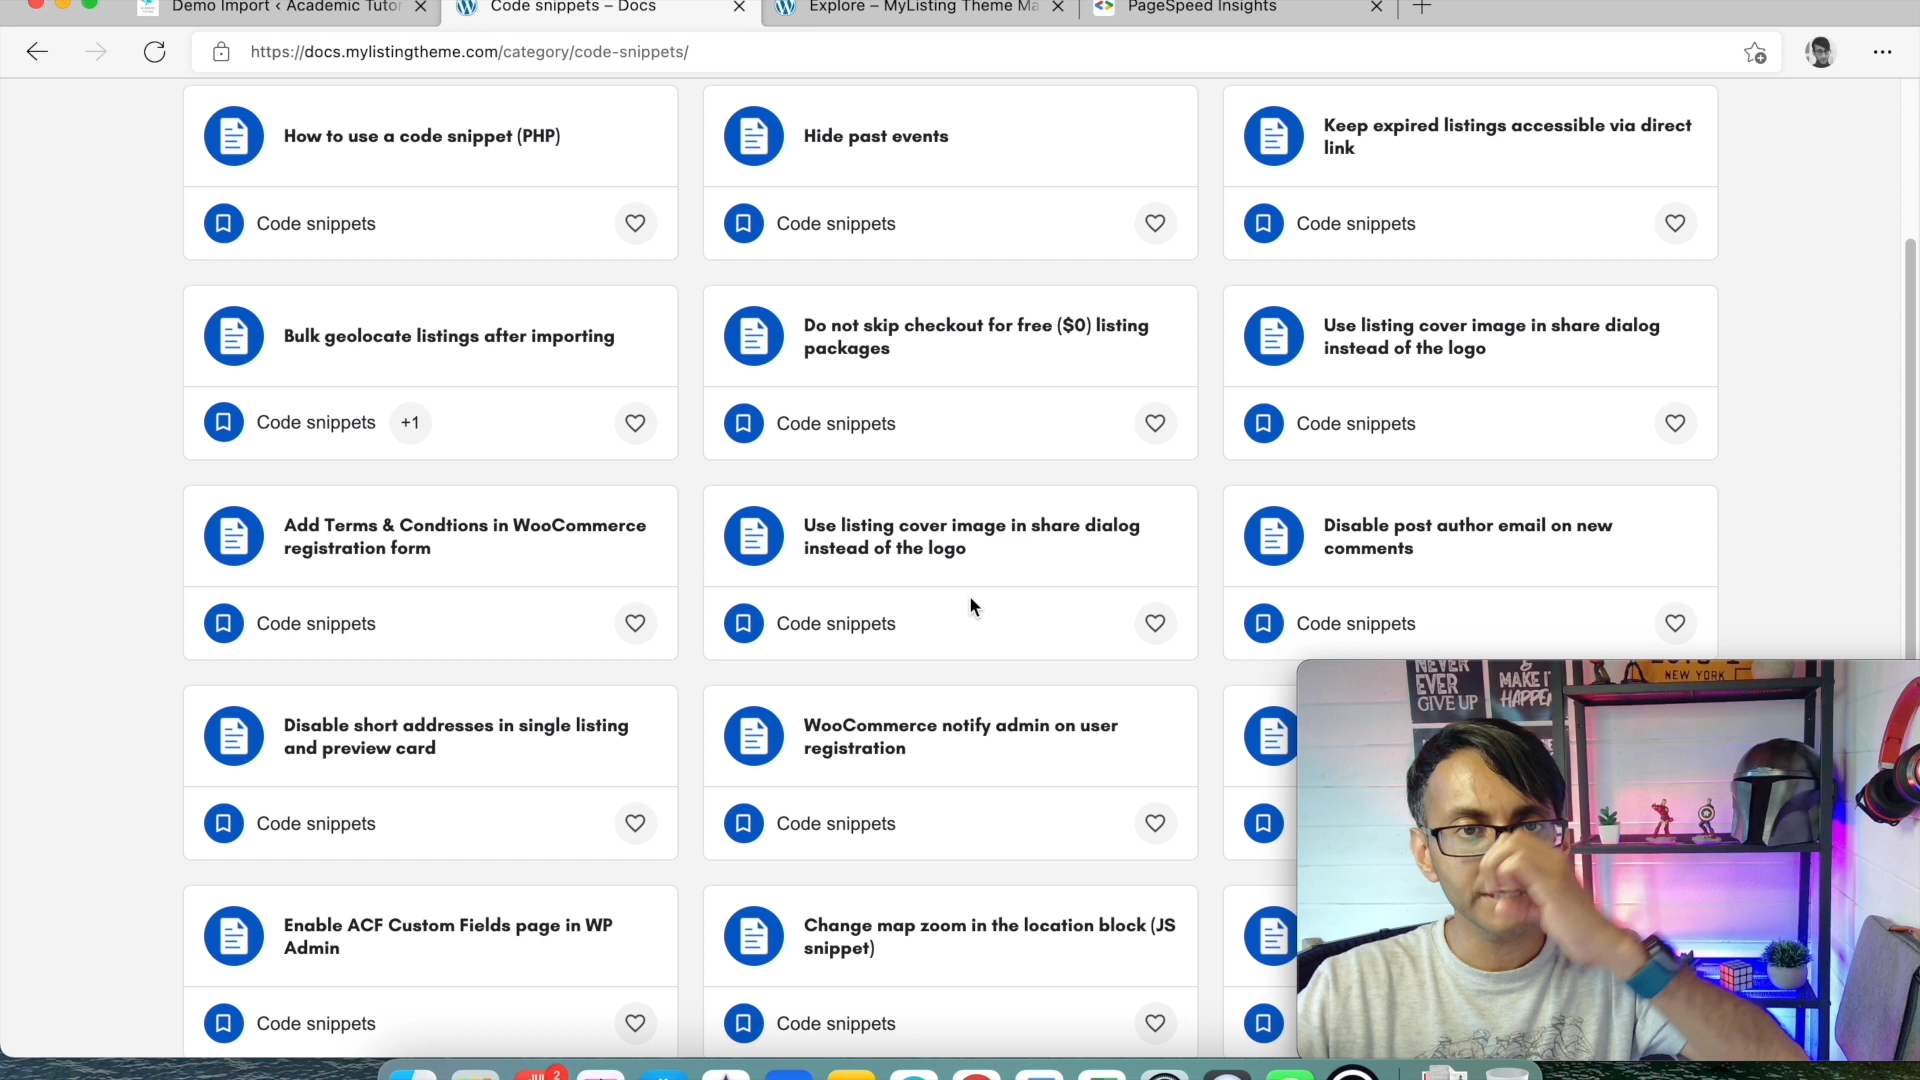 Demo Import ‹ Academic Tutor
Code snippets – Docs
Explore – MyListing Theme Ma
PageSpeed Insights
https://docs.mylistingtheme.com/category/code-snippets/
How to use a code snippet (PHP)
Code snippets
Hide past events
Code snippets
Keep expired listings accessible via direct
link
Code snippets
Bulk geolocate listings after importing
Code snippets +1
Do not skip checkout for free ($0) listing
packages
Code snippets
Use listing cover image in share dialog
instead of the logo
Code snippets
Add Terms & Condtions in WooCommerce
registration form
Code snippets
Use listing cover image in share dialog
instead of the logo
Code snippets
Disable post author email on new
comments
Code snippets
Disable short addresses in single listing
and preview card
Code snippets
WooCommerce notify admin on user
registration
Code snippets
Enable ACF Custom Fields page in WP
Admin
Code snippets
Change map zoom in the location block (JS
snippet)
Code snippets
NEVER
EVER
GIVE UP
&
MAKE IT
HAPPEN
NEW YORK
2